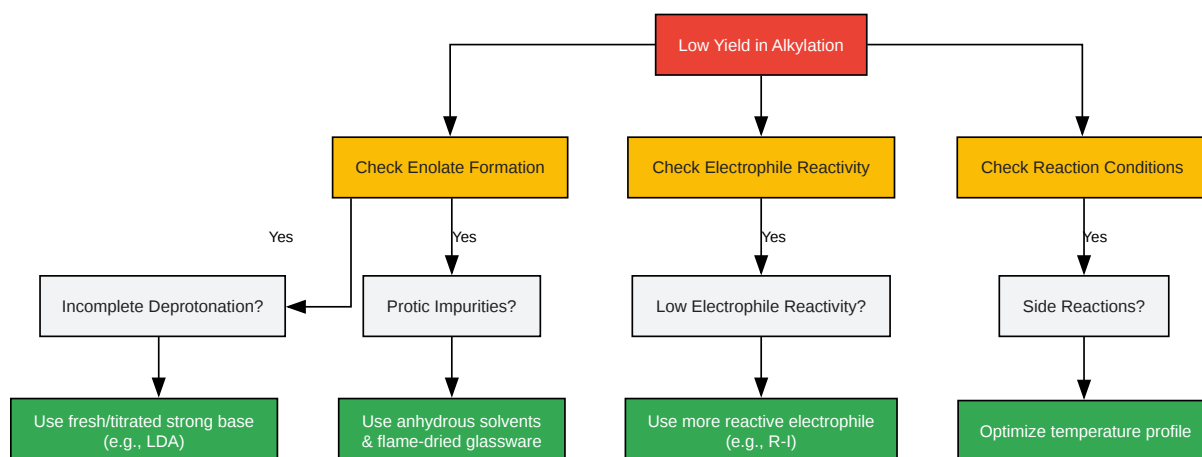 Low Yield in Alkylation
Check Enolate Formation
Check Electrophile Reactivity
Check Reaction Conditions
Yes
Yes
Yes
Yes
Incomplete Deprotonation?
Protic Impurities?
Low Electrophile Reactivity?
Side Reactions?
Use fresh/titrated strong base
(e.g., LDA)
Use anhydrous solvents
& flame-dried glassware
Use more reactive electrophile
(e.g., R-I)
Optimize temperature profile